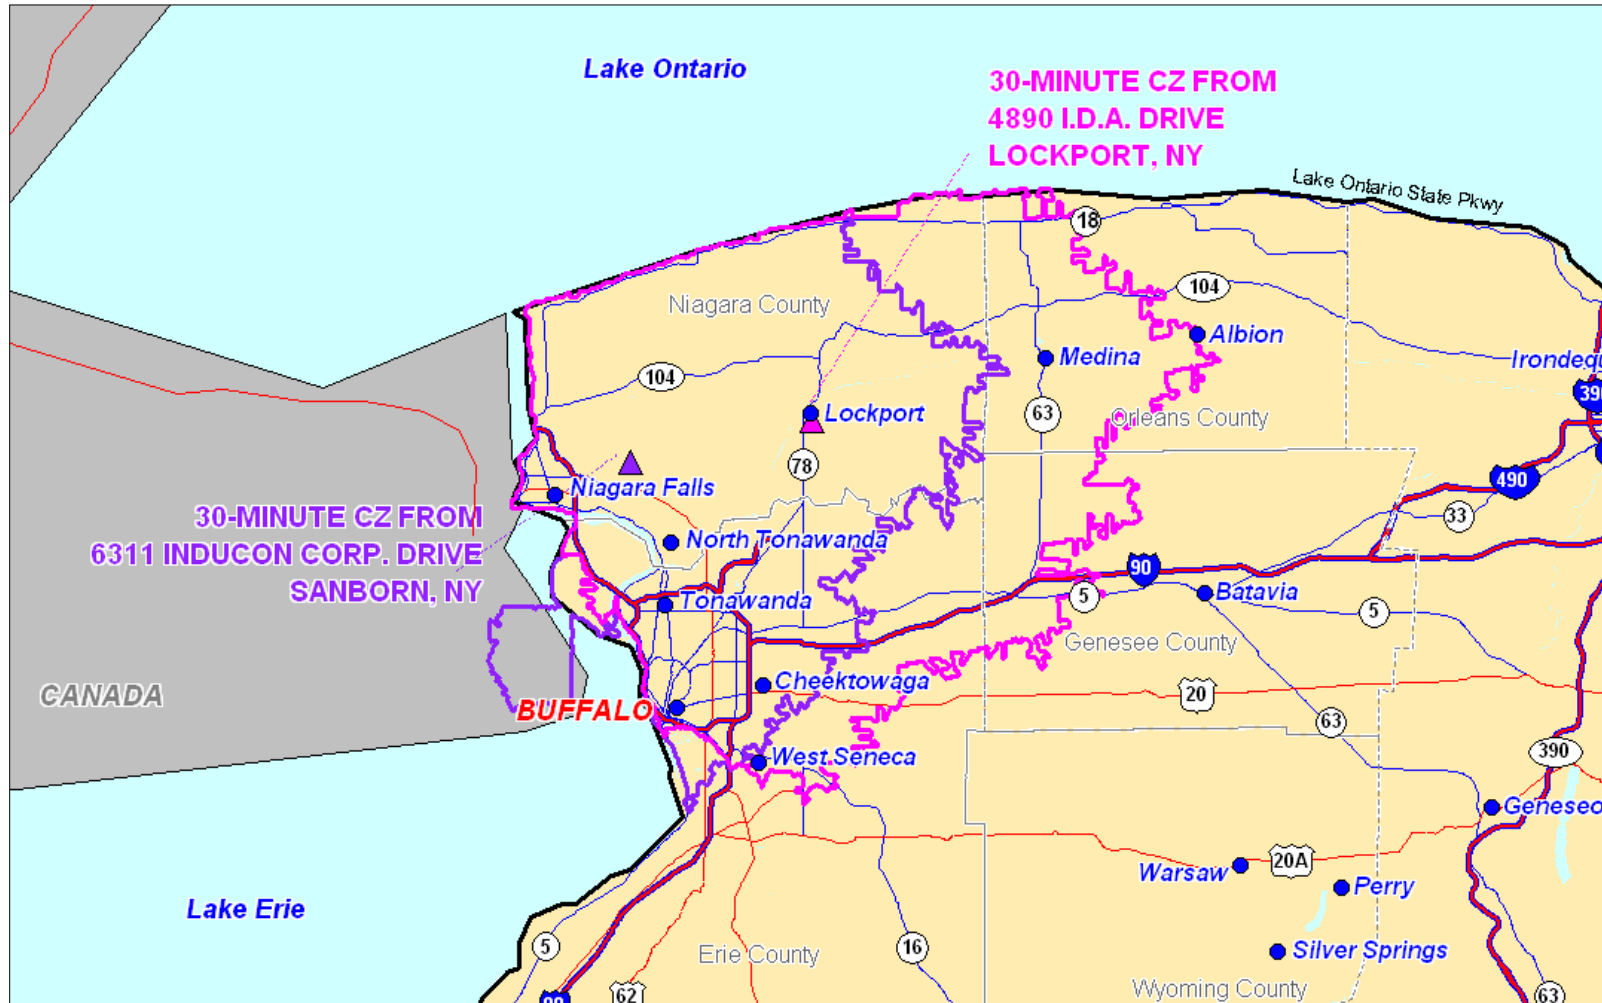 Lake Ontario
30-MINUTE CZ FROM
4890 I.D.A. DRIVE
LOCKPORT, NY
Lake Ontario State Pkwy
18
Niagara County
104
104
Albion
Medina
Irondequ
390
Lockport
63
Orleans County
78
490
Niagara Falls
33
30-MINUTE CZ FROM
6311 INDUCON CORP. DRIVE
SANBORN, NY
North Tonawanda
90
Tonawanda
5
Batavia
5
Genesee County
CANADA
Cheektowaga
20
BUFFALO
63
West Seneca
390
Geneseo
Warsaw
20A
Perry
Lake Erie
5
Erie County
16
Silver Springs
Wyoming County
90
62
63